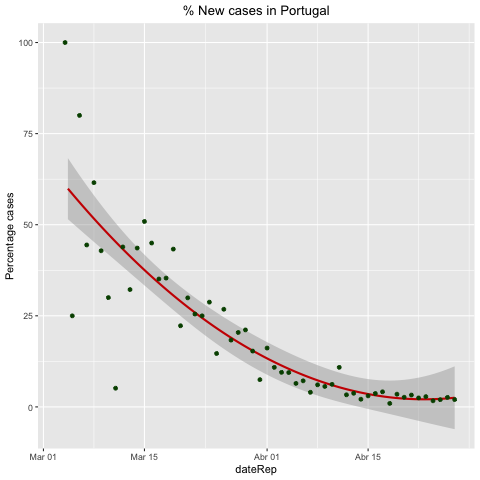 % New cases in Portugal
100
75
50
25
0
Percentage cases
Mar 01 Mar 15 Abr 01 Abr 15
dateRep